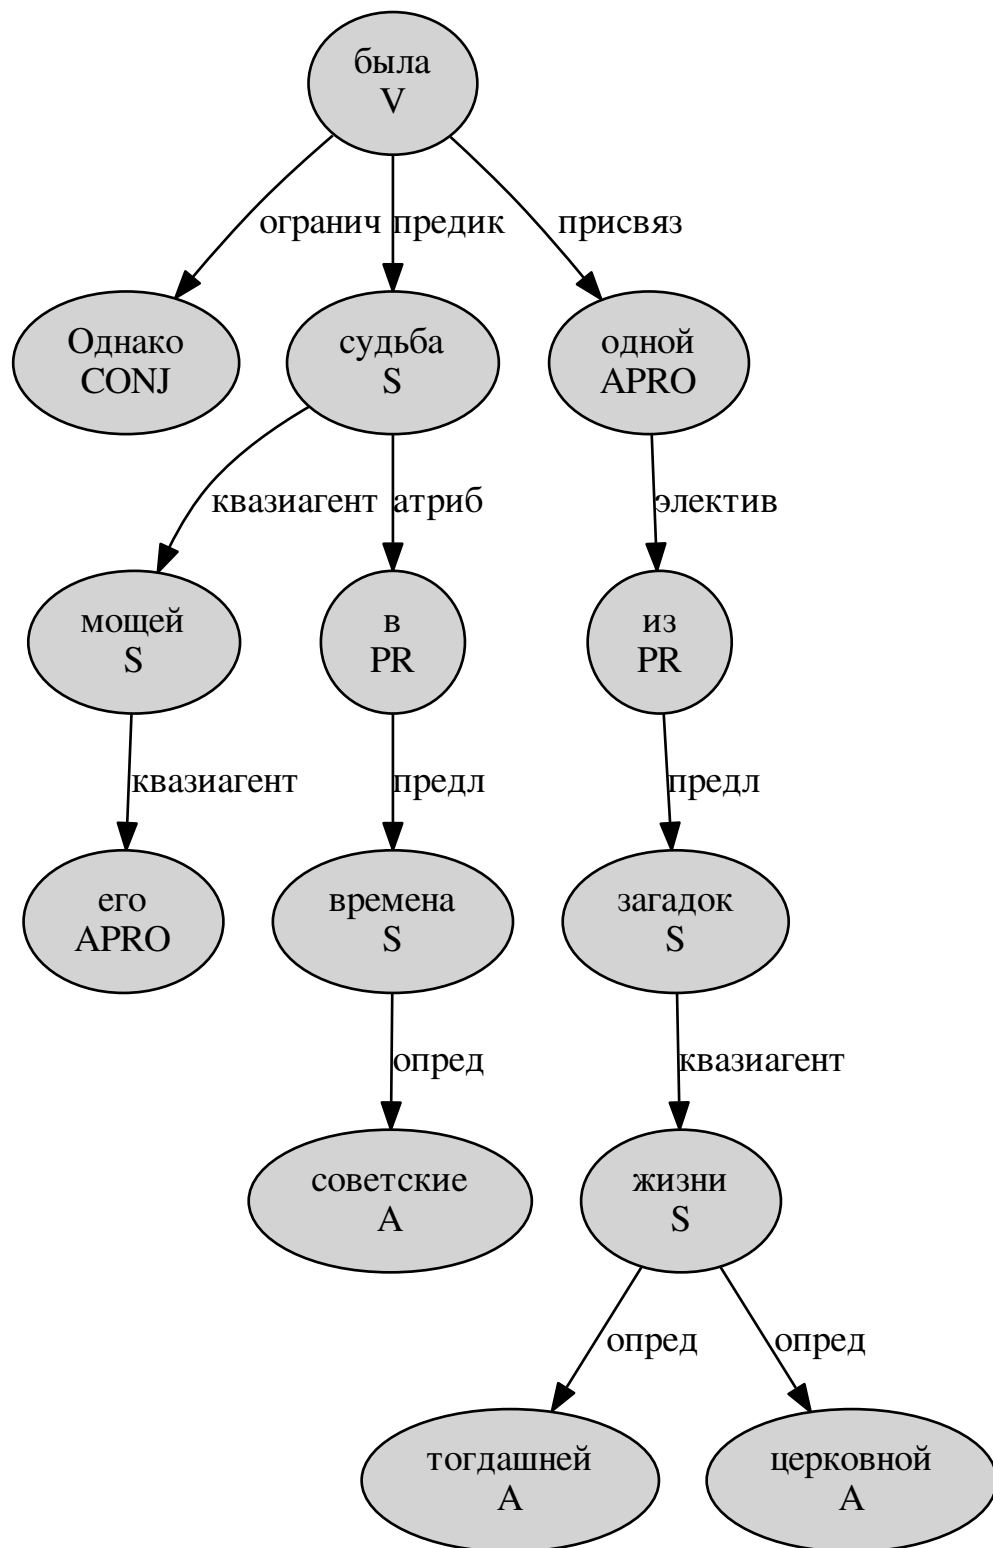 была
V
огранич предик присвяз
Однако
CONJ
судьба
S
одной
APRO
квазиагент атриб электив
мощей
S
в
PR
из
PR
квазиагент предл предл
его
APRO
времена
S
загадок
S
опред квазиагент
советские
A
жизни
S
опред опред
тогдашней
A
церковной
A